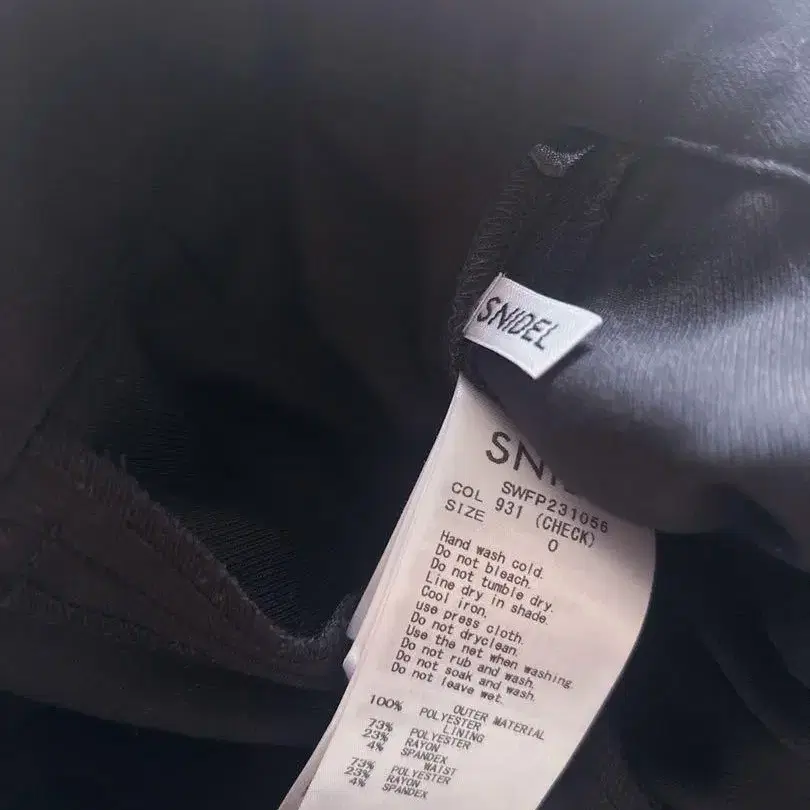 SNIDEL
SNI
SWFP231056
COL 931 (CHECK)
SIZE 0
Hand wash cold.
Do not bleach.
Do not tumble dry.
Line dry in shade.
Cool iron.
use press cloth.
Do not dryclean.
Use the net when washing.
Do not rub and wash.
Do not soak and wash.
Do not leave wet.
OUTER MATERIAL
100% POLYESTER
LINING
73% POLYESTER
23% RAYON
4% SPANDEX
WAIST
73% POLYESTER
23% RAYON
4% SPANDEX